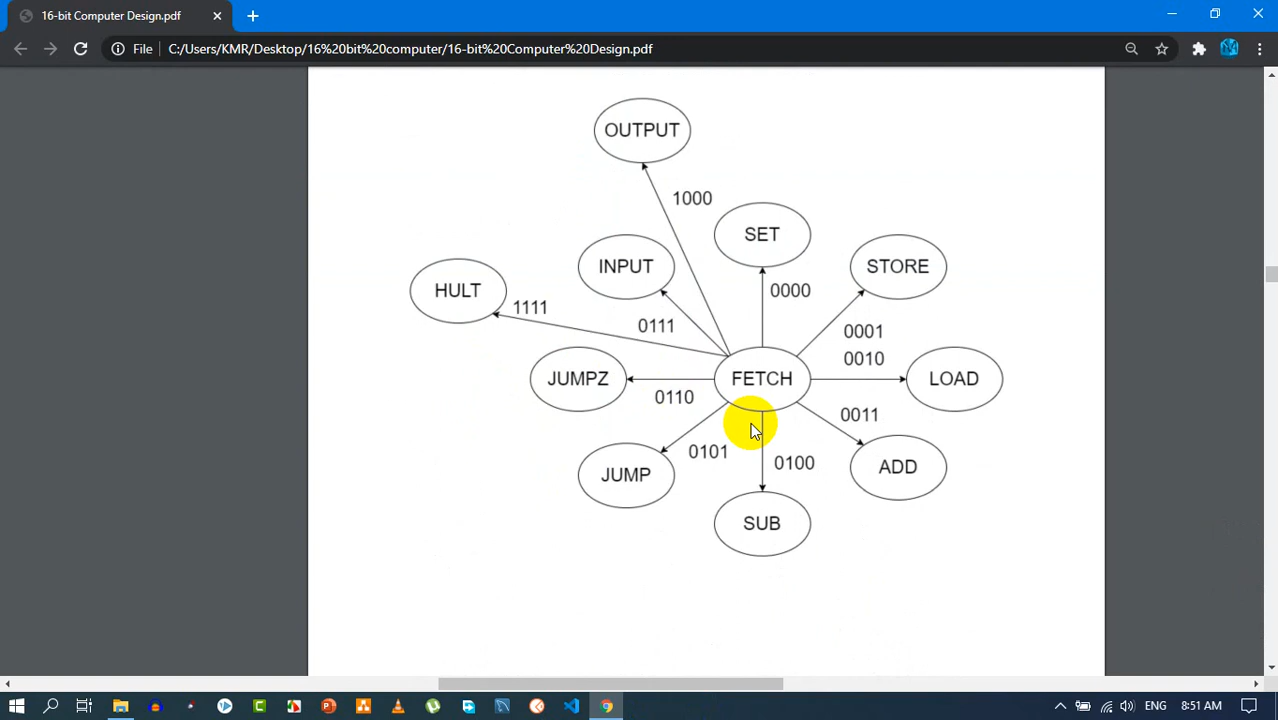 16-bit Computer Design.pdf
File
C:/Users/KMR/Desktop/16%20bit%20computer/16-bit%20Computer%20Design.pdf
OUTPUT
1000
SET
INPUT
STORE
HULT
0000
1111
0111
0001
0010
JUMPZ
FETCH
LOAD
0110
0011
0101
0100
JUMP
ADD
SUB
ENG
8:51 AM